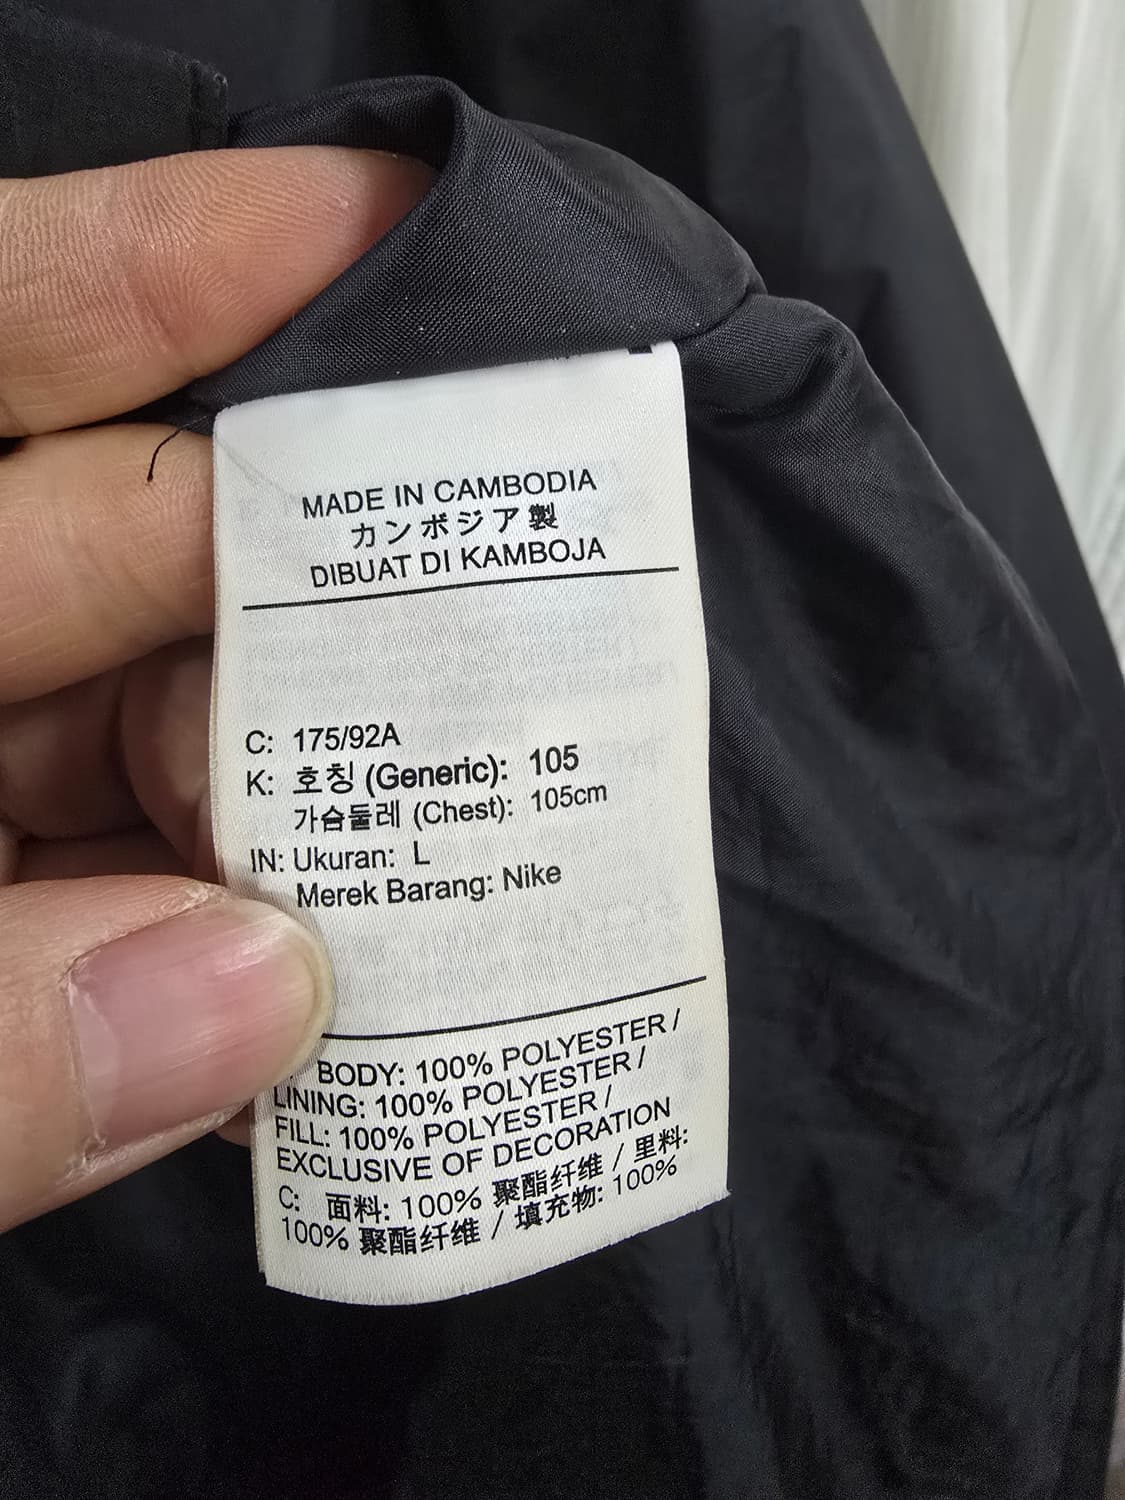 MADE IN CAMBODIA
カンボジア製
DIBUAT DI KAMBOJA
C: 175/92A
K: 호칭 (Generic): 105
가슴둘레 (Chest): 105cm
IN: Ukuran: L
Merek Barang: Nike
BODY: 100% POLYESTER /
LINING: 100% POLYESTER /
FILL: 100% POLYESTER /
EXCLUSIVE OF DECORATION
C: 面料: 100% 聚酯纤维 / 里料:
100% 聚酯纤维 / 填充物: 100%